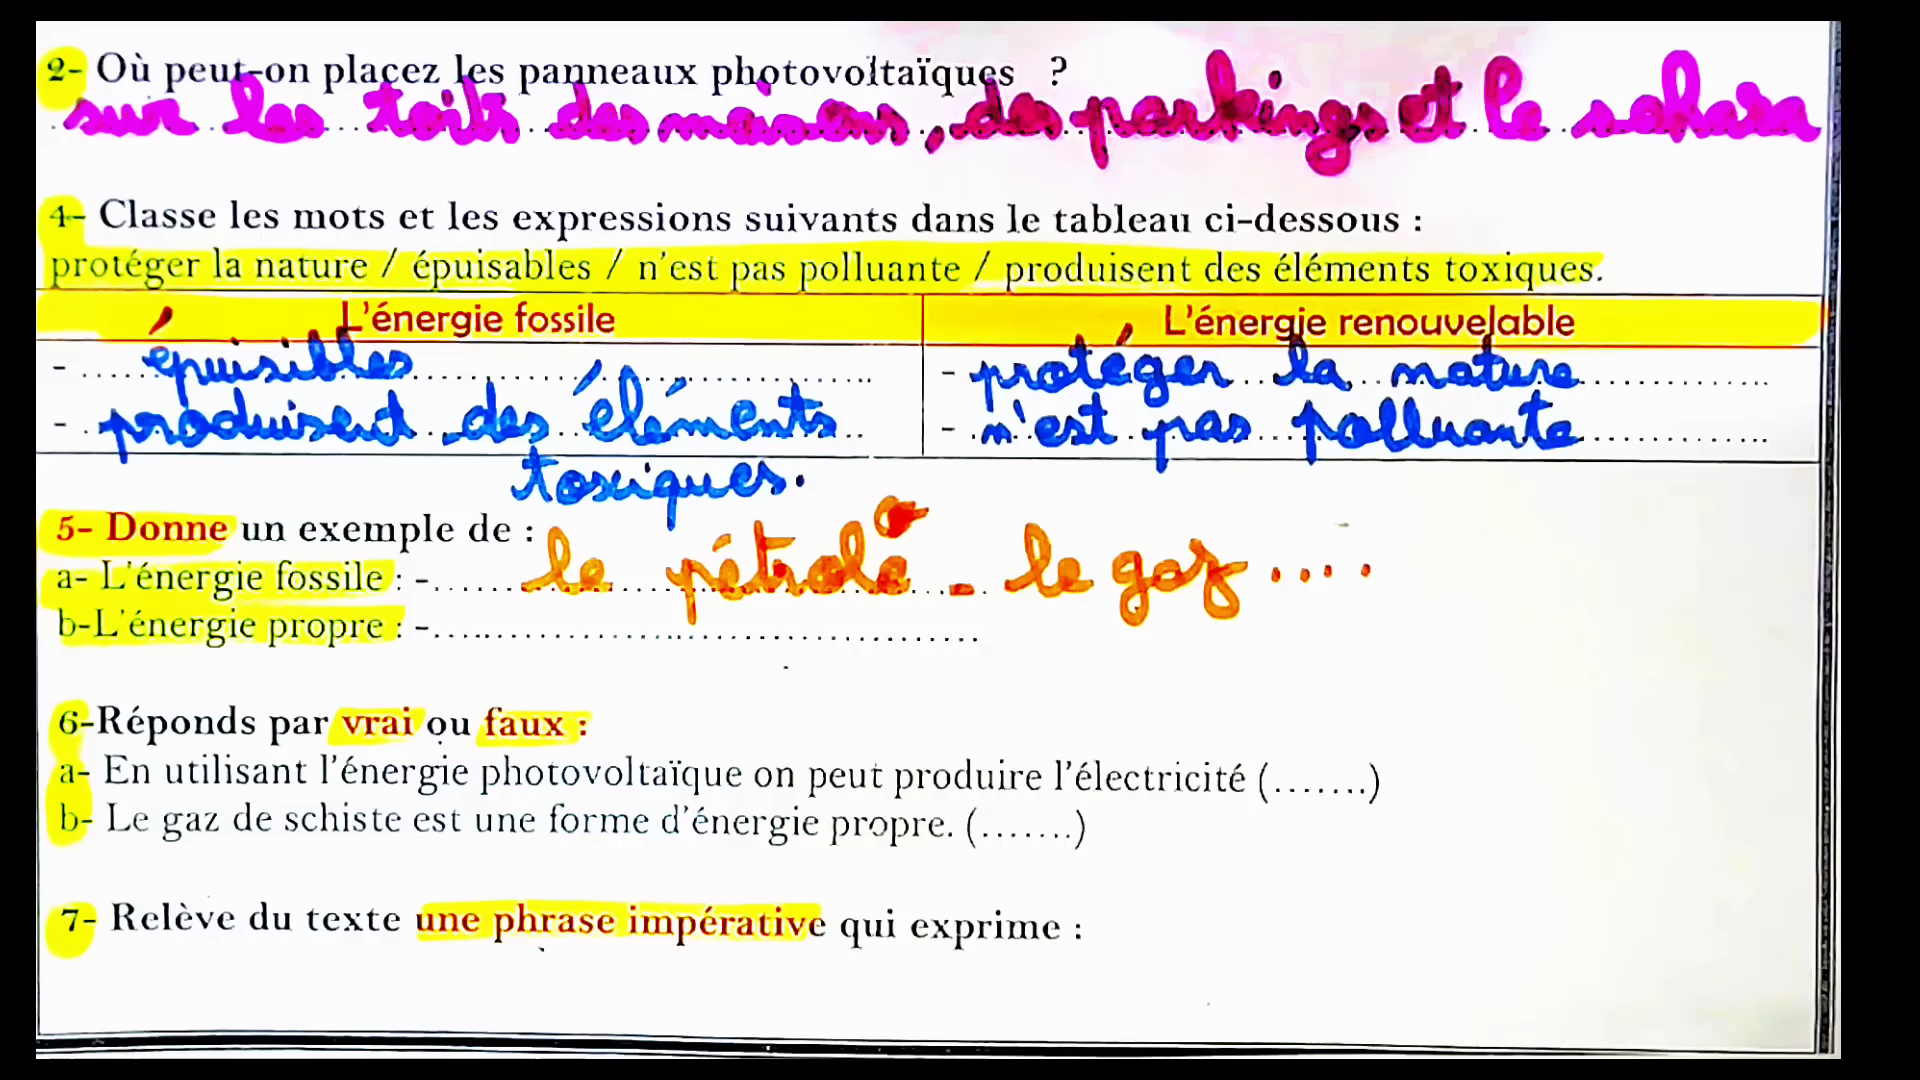 2- Où peut-on placez les panneaux photovoltaïques ?
sur les toits des maisons, des parkings et le sahara
4- Classe les mots et les expressions suivants dans le tableau ci-dessous :
protéger la nature / épuisables / n'est pas polluante / produisent des éléments toxiques.
L'énergie fossile
L'énergie renouvelable
- épuisibles
- protéger la nature
- produisent des éléments
- n'est pas polluante
toxiques.
5- Donne un exemple de :
a- L'énergie fossile : - le pétrole - le gaz ....
b-L'énergie propre : -..................................................
6-Réponds par vrai ou faux :
a- En utilisant l'énergie photovoltaïque on peut produire l'électricité (.......)
b- Le gaz de schiste est une forme d'énergie propre. (.......)
7- Relève du texte une phrase impérative qui exprime :